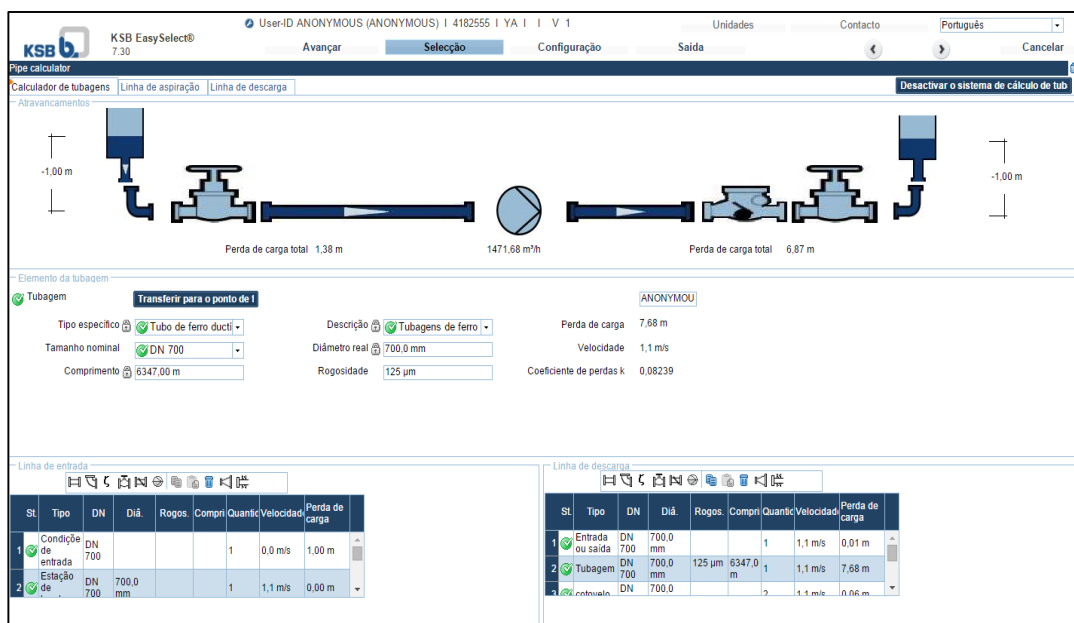 User-ID ANONYMOUS (ANONYMOUS) I 4182555 I YA I I V 1
Unidades
Contacto
Português
KSB b.
KSB EasySelect®
7.30
Avançar
Selecção
Configuração
Saída
Cancelar
Pipe calculator
Calculador de tubagens
Linha de aspiração
Linha de descarga
Desactivar o sistema de cálculo de tub
Atravancamentos
-1,00 m
-1,00 m
Perda de carga total 1,38 m
1471,68 m³/h
Perda de carga total 6,87 m
Elemento da tubagem
Tubagem
Transferir para o ponto de f
ANONYMOU
Tipo específico
Tubo de ferro ducti
Descrição
Tubagens de ferro
Perda de carga
7,68 m
Tamanho nominal
DN 700
Diâmetro real
700,0 mm
Velocidade
1,1 m/s
Comprimento
6347,00 m
Rogosidade
125 µm
Coeficiente de perdas k
0,08239
Linha de entrada
St. Tipo DN Diâ. Rogos. Compri Quantic Velocidad Perda de
carga
1 Condiçõe de entrada DN 700 1 0,0 m/s 1,00 m
2 Estação de DN 700 700,0 mm 1 1,1 m/s 0,00 m
Linha de descarga
St. Tipo DN Diâ. Rogos. Compri Quantic Velocidad Perda de
carga
1 Entrada ou saída DN 700 700,0 mm 1 1,1 m/s 0,01 m
2 Tubagem DN 700 700,0 mm 125 µm 6347,0 m 1 1,1 m/s 7,68 m
3 cotovelo DN 700,0 2 1,1 m/s 0,06 m